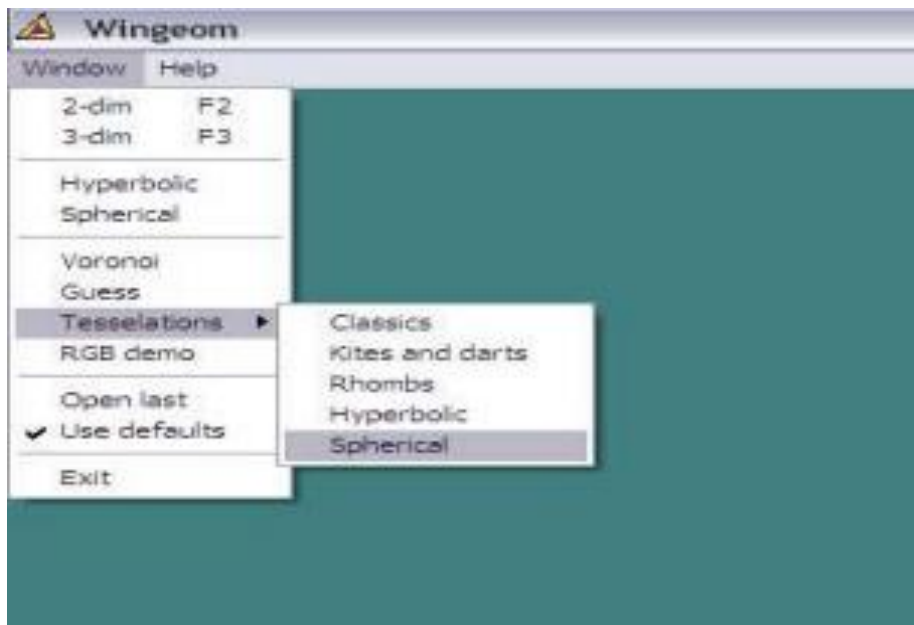 Wingeom
Window Help
2-dim F2
3-dim F3
Hyperbolic
Spherical
Voronoi
Guess
Tesselations
RGB demo
Open last
Use defaults
Exit
Classics
Kites and darts
Rhombs
Hyperbolic
Spherical